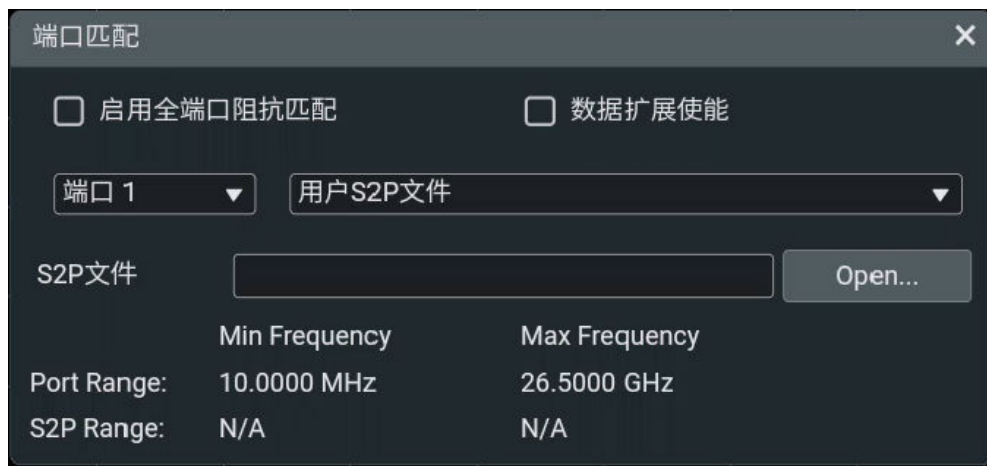 端口匹配
启用全端口阻抗匹配 数据扩展使能
端口 1 用户S2P文件
S2P文件 Open...
Min Frequency Max Frequency
Port Range: 10.0000 MHz 26.5000 GHz
S2P Range: N/A N/A